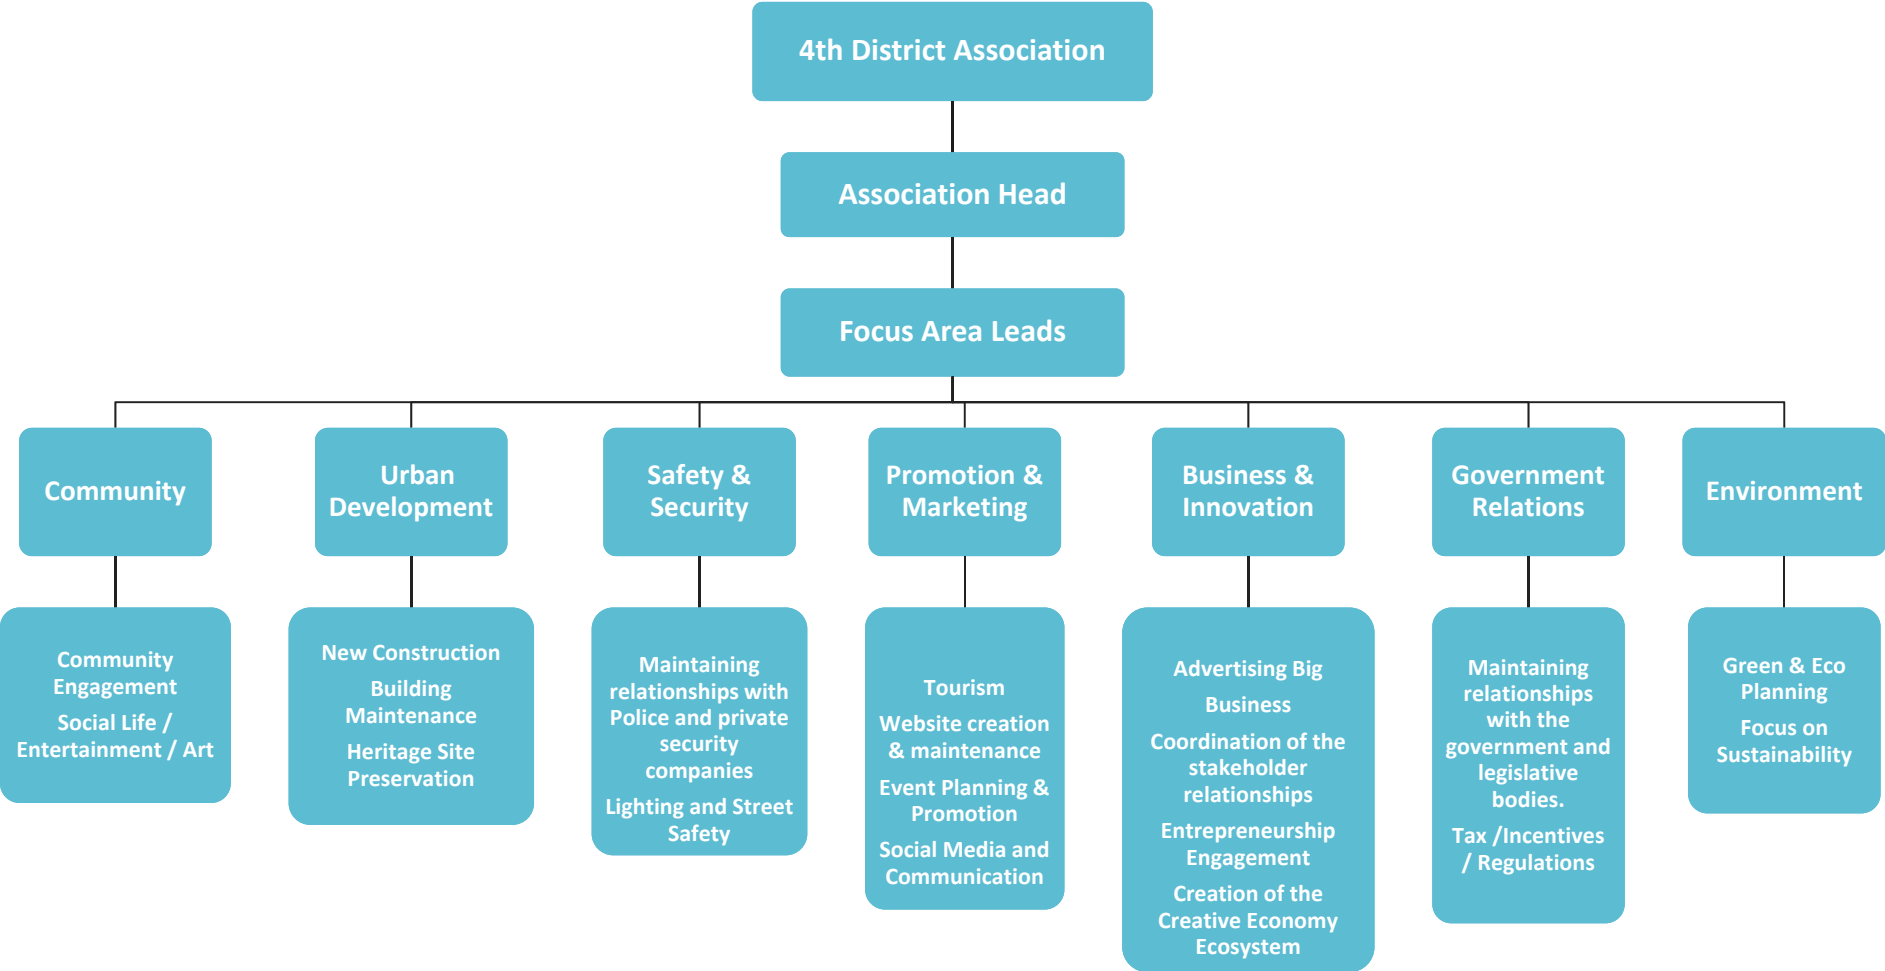 4th District Association
Association Head
Focus Area Leads
Community
Urban
Development
Safety &
Security
Promotion &
Marketing
Business &
Innovation
Government
Relations
Environment
Community
Engagement
Social Life /
Entertainment / Art
New Construction
Building
Maintenance
Heritage Site
Preservation
Maintaining
relationships with
Police and private
security
companies
Lighting and Street
Safety
Tourism
Website creation
& maintenance
Event Planning &
Promotion
Social Media and
Communication
Advertising Big
Business
Coordination of the
stakeholder
relationships
Entrepreneurship
Engagement
Creation of the
Creative Economy
Ecosystem
Maintaining
relationships
with the
government and
legislative
bodies.
Tax /Incentives
/ Regulations
Green & Eco
Planning
Focus on
Sustainability